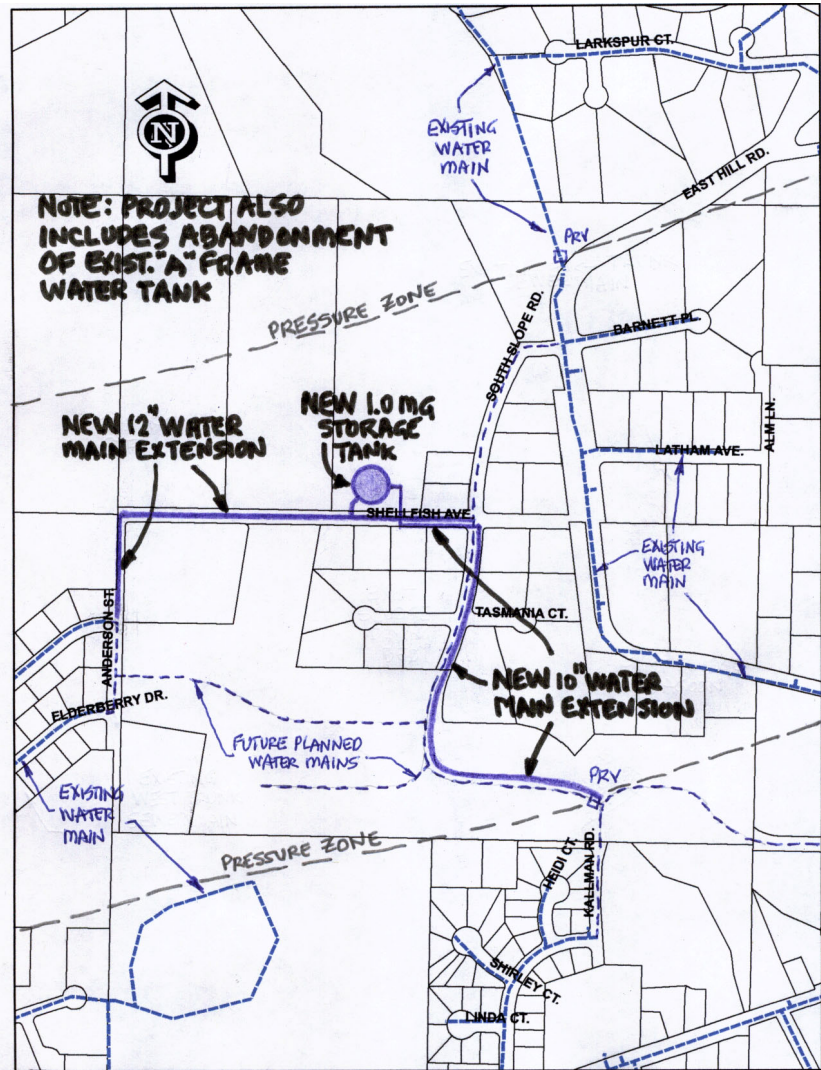 LARKSPUR CT.
EXISTING
WATER
MAIN
N
EAST HILL RD.
NOTE: PROJECT ALSO
INCLUDES ABANDONMENT
OF EXIST. "A" FRAME
WATER TANK
PRV
PRESSURE ZONE
SOUTH SLOPE RD.
BARNETT PL.
NEW 12" WATER
MAIN EXTENSION
NEW 1.0 MG
STORAGE
TANK
ALM LN.
LATHAM AVE.
SHELLFISH AVE.
EXISTING
WATER
MAIN
ANDERSON ST.
TASMANIA CT.
NEW 10" WATER
MAIN EXTENSION
ELDERBERRY DR.
FUTURE PLANNED
WATER MAINS
PRV
EXISTING
WATER
MAIN
PRESSURE ZONE
HEIDI CT.
KALLMAN RD.
SHIRLEY CT.
LINDA CT.